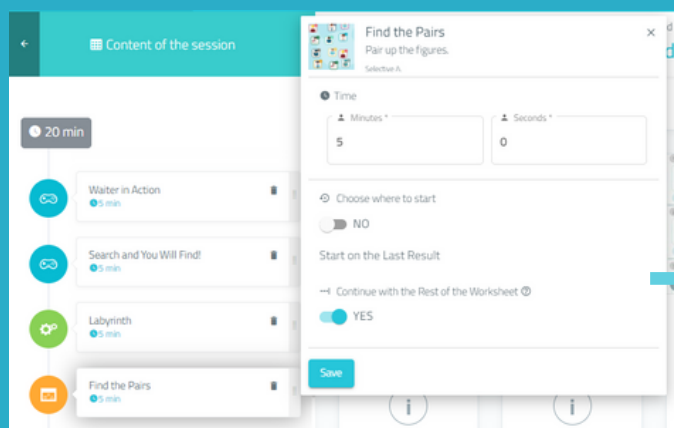 Content of the session
20 min
Waiter in Action
5 min
Search and You Will Find!
5 min
Labyrinth
5 min
Find the Pairs
5 min
Find the Pairs
Pair up the figures.
Selective A.
Time
Minutes *
5
Seconds *
0
Choose where to start
NO
Start on the Last Result
Continue with the Rest of the Worksheet
YES
Save